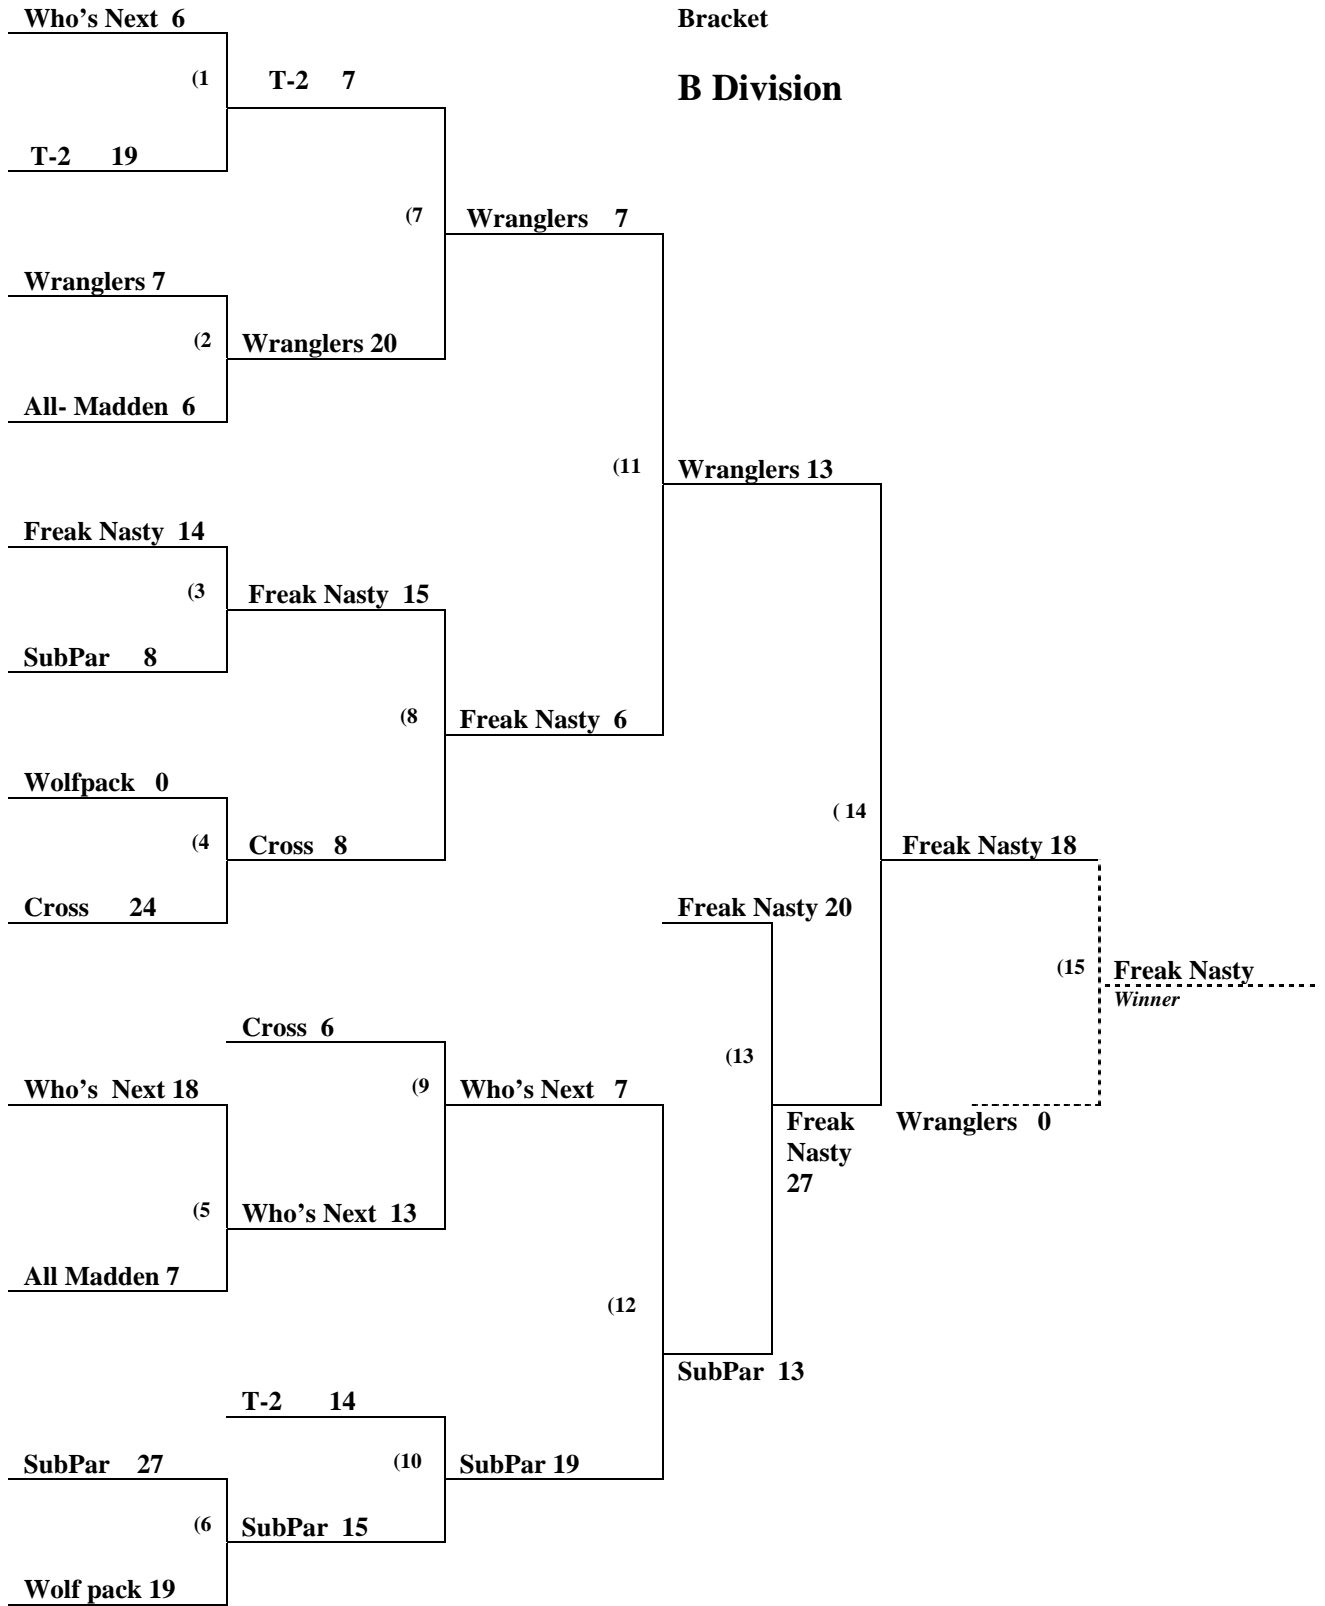 Who’s Next 6
Bracket
(1
T-2 7
B Division
T-2 19
(7
Wranglers 7
Wranglers 7
(2
Wranglers 20
All- Madden 6
(11
Wranglers 13
Freak Nasty 14
(3
Freak Nasty 15
SubPar 8
(8
Freak Nasty 6
Wolfpack 0
( 14
(4
Cross 8
Freak Nasty 18
Cross 24
Freak Nasty 20
(15
Freak Nasty
Winner
Cross 6
(13
Who’s Next 18
(9
Who’s Next 7
Freak
Nasty
27
Wranglers 0
(5
Who’s Next 13
All Madden 7
(12
SubPar 13
T-2 14
SubPar 27
(10
SubPar 19
(6
SubPar 15
Wolf pack 19